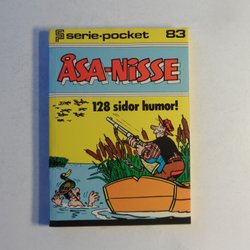 serie-pocket 83
ÅSA-NISSE
128 sidor humor!